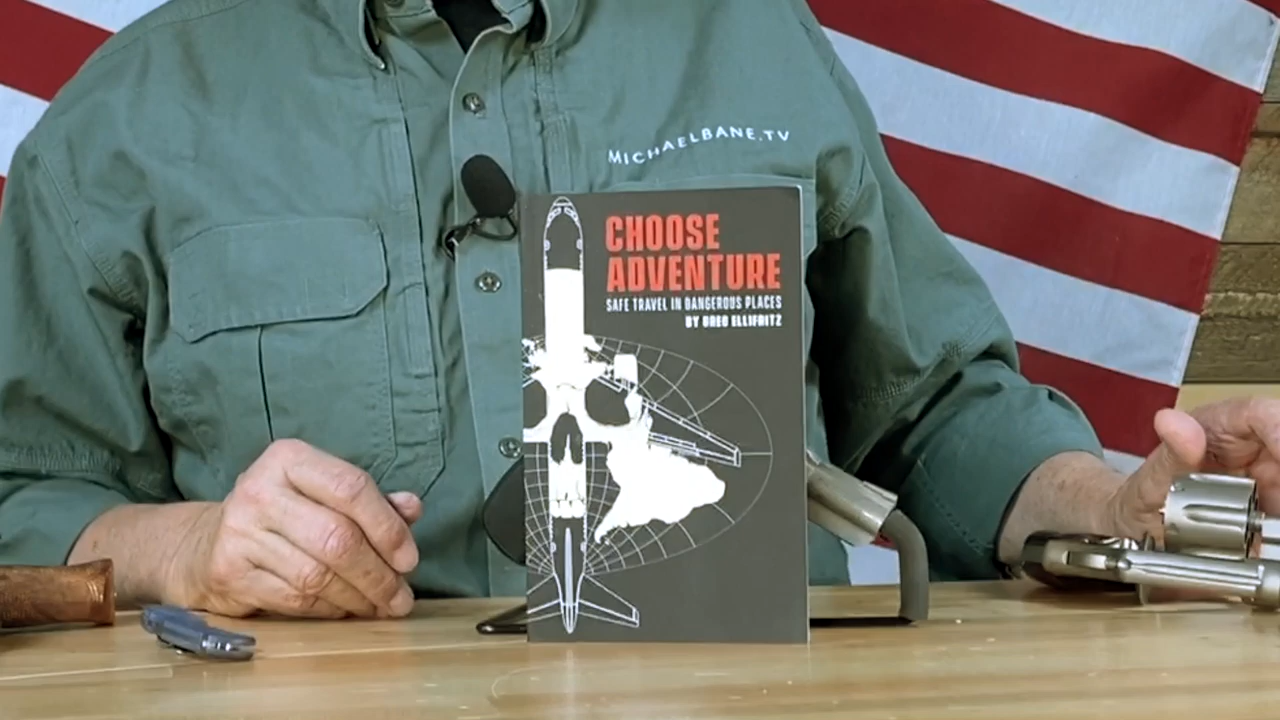 MICHAELBANE.TV
CHOOSE
ADVENTURE
SAFE TRAVEL IN DANGEROUS PLACES
BY GREG ELLIFRITZ